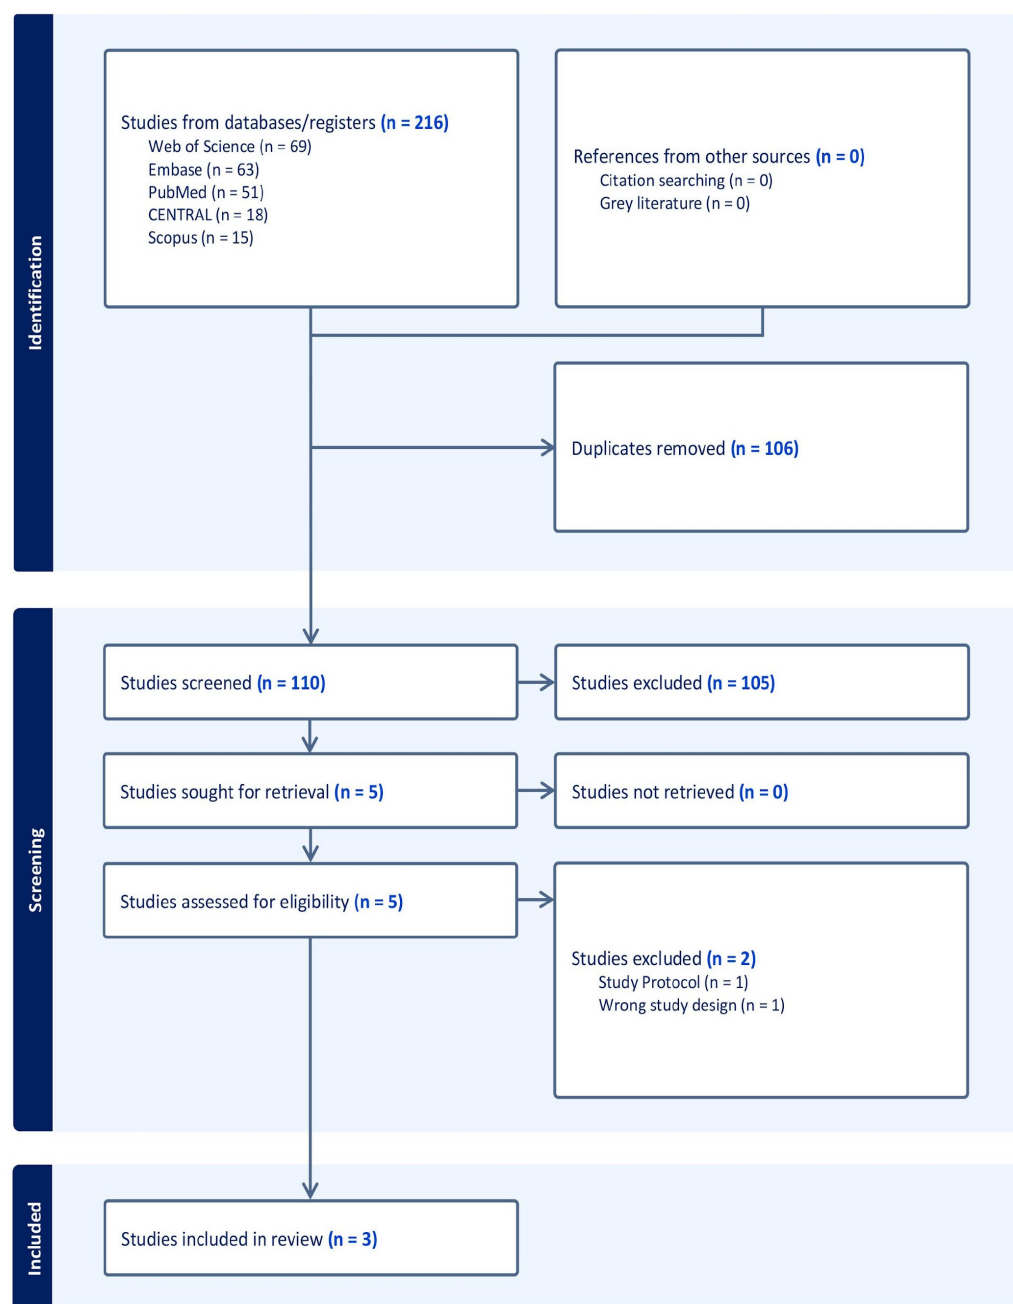 Identification
Studies from databases/registers (n = 216)
Web of Science (n = 69)
Embase (n = 63)
PubMed (n = 51)
CENTRAL (n = 18)
Scopus (n = 15)
References from other sources (n = 0)
Citation searching (n = 0)
Grey literature (n = 0)
Duplicates removed (n = 106)
Screening
Studies screened (n = 110)
Studies excluded (n = 105)
Studies sought for retrieval (n = 5)
Studies not retrieved (n = 0)
Studies assessed for eligibility (n = 5)
Studies excluded (n = 2)
Study Protocol (n = 1)
Wrong study design (n = 1)
Included
Studies included in review (n = 3)